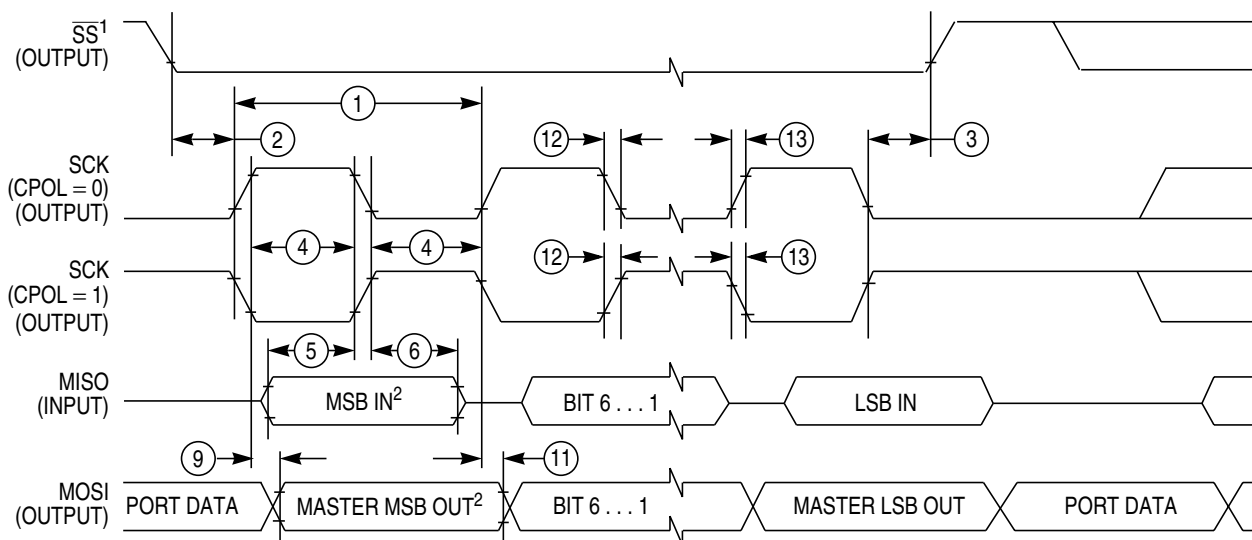 SS¹
(OUTPUT)
1
2
12
13
3
SCK
(CPOL = 0)
(OUTPUT)
4
4
SCK
(CPOL = 1)
(OUTPUT)
12
13
5
6
MISO
(INPUT)
MSB IN²
BIT 6 . . . 1
LSB IN
9
11
MOSI
(OUTPUT)
PORT DATA
MASTER MSB OUT²
BIT 6 . . . 1
MASTER LSB OUT
PORT DATA